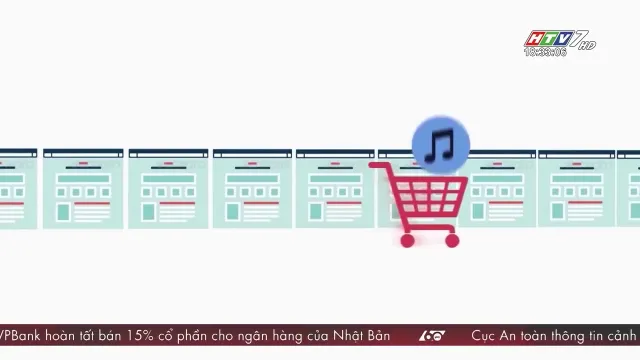 HTV7 HD
18:33:06
VPBank hoàn tất bán 15% cổ phần cho ngân hàng của Nhật Bản
Cục An toàn thông tin cảnh